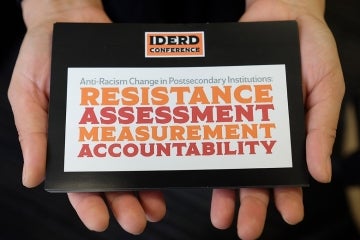 IDERD
CONFERENCE
Anti-Racism Change in Postsecondary Institutions:
RESISTANCE
ASSESSMENT
MEASUREMENT
ACCOUNTABILITY